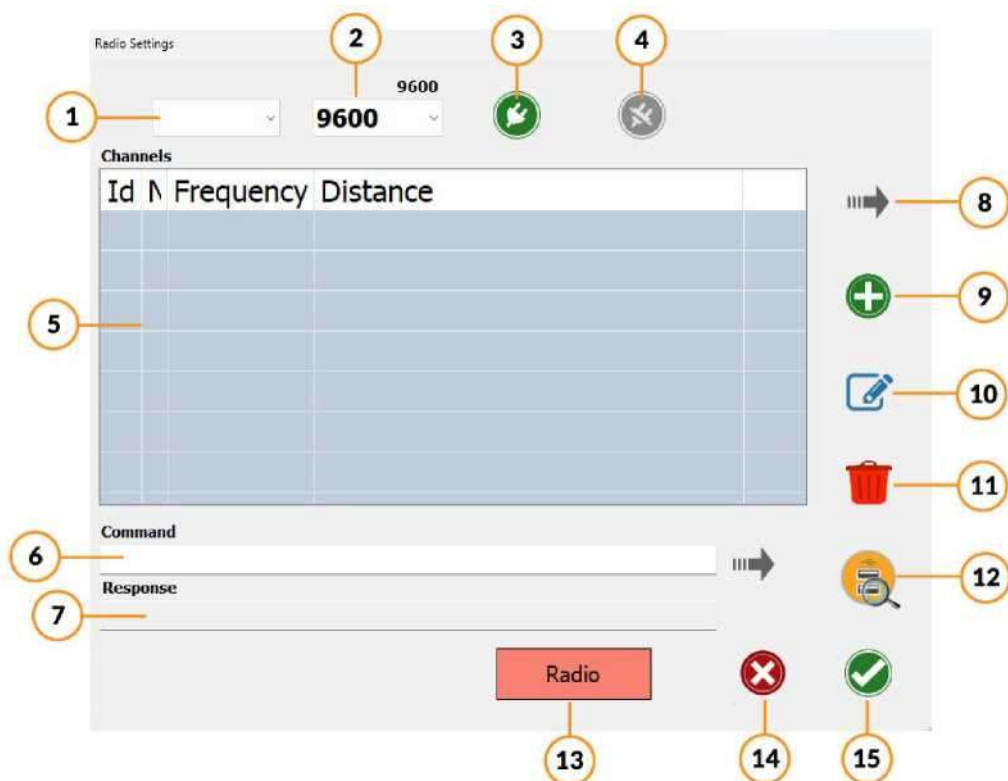 Radio Settings
2
3
4
9600
1
9600
Channels
Id N Frequency Distance
8
9
5
10
11
Command
6
12
Response
7
Radio
13
14
15